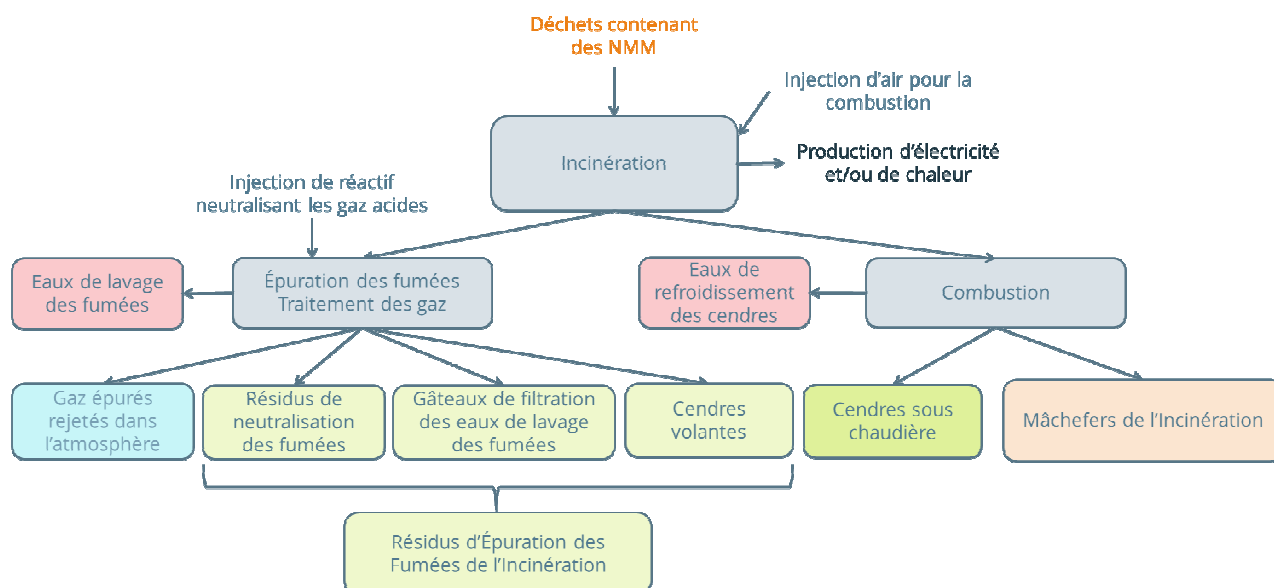 Déchets contenant
des NMM
Injection d'air pour la
combustion
Incinération
Production d'électricité
et/ou de chaleur
Injection de réactif
neutralisant les gaz acides
Eaux de lavage
des fumées
Épuration des fumées
Traitement des gaz
Eaux de
refroidissement
des cendres
Combustion
Gaz épurés
rejetés dans
l'atmosphère
Résidus de
neutralisation
des fumées
Gâteaux de filtration
des eaux de lavage
des fumées
Cendres
volantes
Cendres sous
chaudière
Mâchefers de l'Incinération
Résidus d'Épuration des
Fumées de l'Incinération